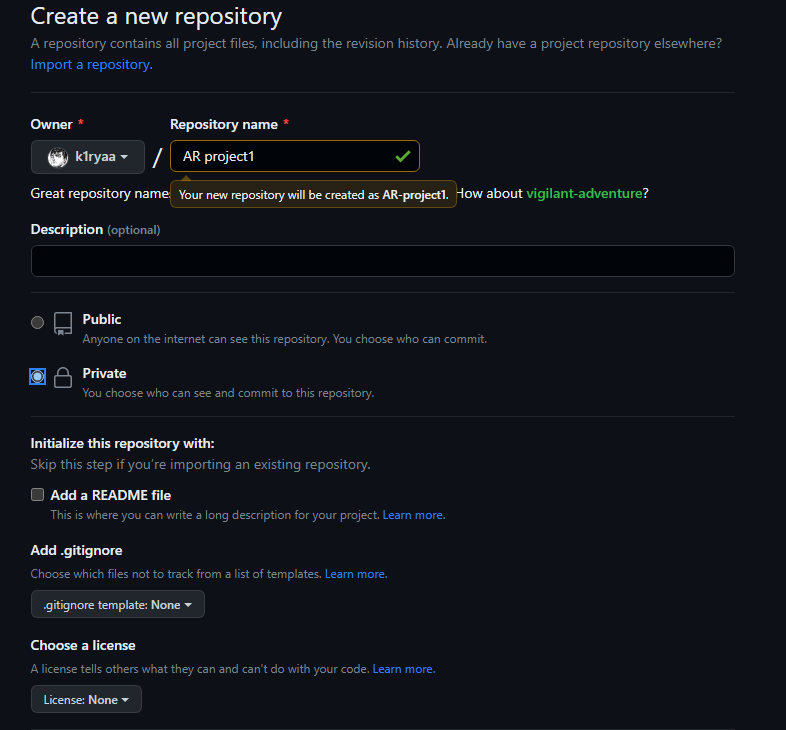 Create a new repository
A repository contains all project files, including the revision history. Already have a project repository elsewhere?
Import a repository.
Owner *
Repository name *
k1ryaa
/
AR project1
Great repository name
Your new repository will be created as AR-project1.
How about vigilant-adventure?
Description (optional)
Public
Anyone on the internet can see this repository. You choose who can commit.
Private
You choose who can see and commit to this repository.
Initialize this repository with:
Skip this step if you're importing an existing repository.
Add a README file
This is where you can write a long description for your project. Learn more.
Add .gitignore
Choose which files not to track from a list of templates. Learn more.
.gitignore template: None
Choose a license
A license tells others what they can and can't do with your code. Learn more.
License: None